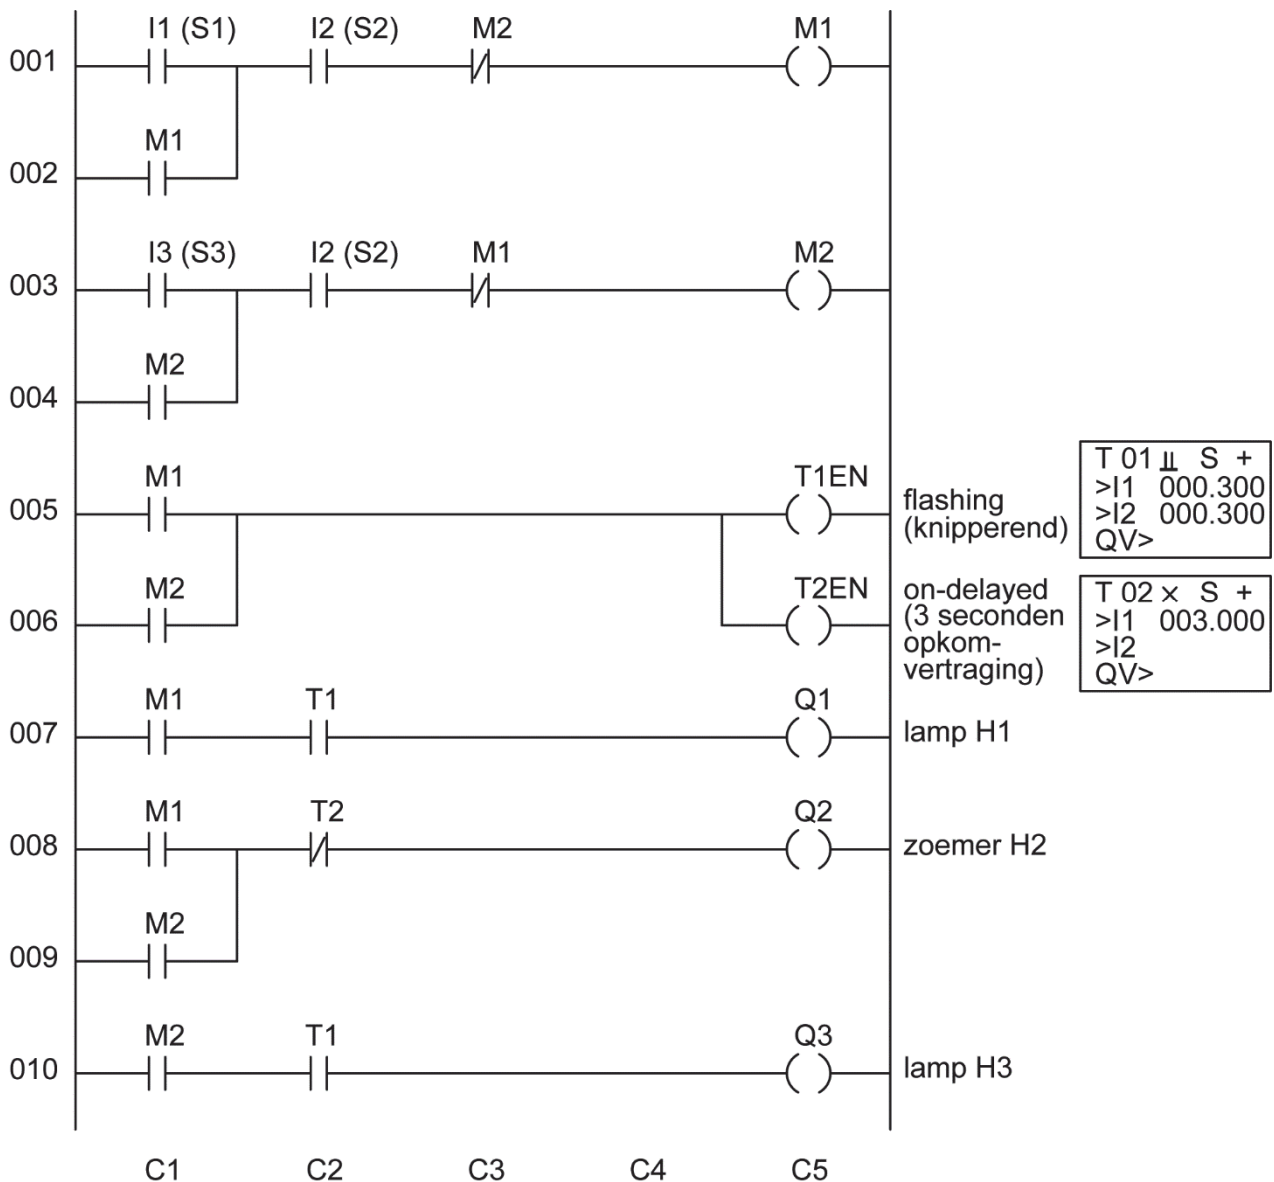 I1 (S1) I2 (S2) M2 M1
001
M1
002
I3 (S3) I2 (S2) M1 M2
003
M2
004
M1 T1EN
005
flashing
(knipperend)
T 01 S +
>I1 000.300
>I2 000.300
QV>
M2 T2EN
006
on-delayed
(3 seconden
opkom-
vertraging)
T 02 × S +
>I1 003.000
>I2
QV>
M1 T1 Q1
007 lamp H1
M1 T2 Q2
008 zoemer H2
M2
009
M2 T1 Q3
010 lamp H3
C1 C2 C3 C4 C5